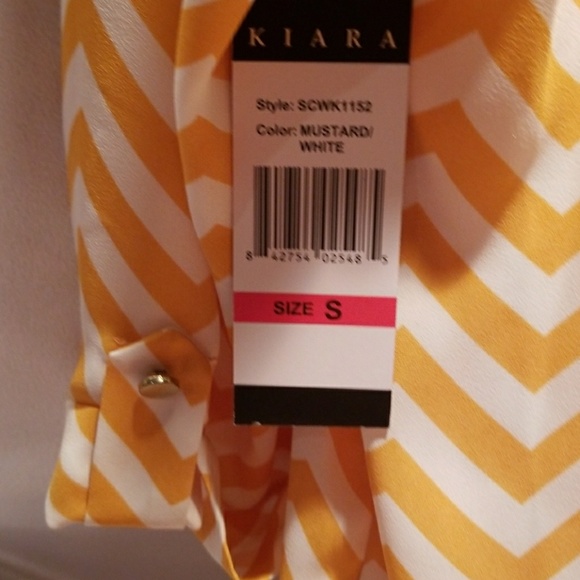 KIARA
Style: SCWK1152
Color: MUSTARD/
WHITE
8 42754 02548 5
SIZE S